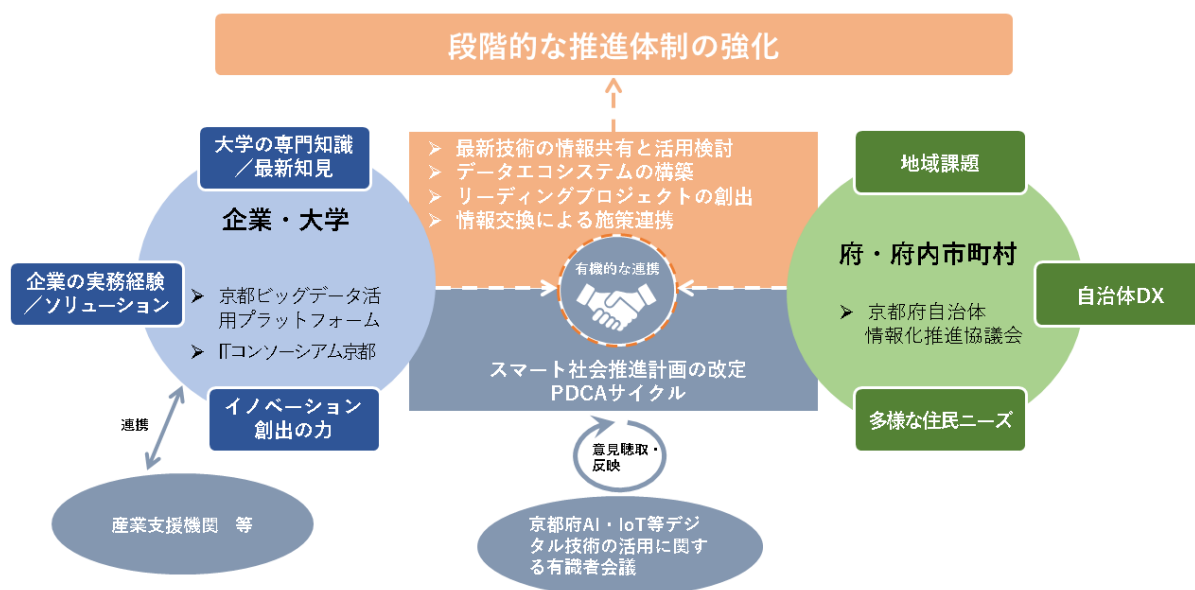 段階的な推進体制の強化
大学の専門知識
／最新知見
企業・大学
企業の実務経験
／ソリューション
➢ 京都ビッグデータ活
用プラットフォーム
➢ ITコンソーシアム京都
イノベーション
創出の力
連携
産業支援機関　等
➢ 最新技術の情報共有と活用検討
➢ データエコシステムの構築
➢ リーディングプロジェクトの創出
➢ 情報交換による施策連携
有機的な連携
スマート社会推進計画の改定
PDCAサイクル
意見聴取・
反映
京都府AI・IoT等デジ
タル技術の活用に関す
る有識者会議
地域課題
府・府内市町村
➢ 京都府自治体
情報化推進協議会
自治体DX
多様な住民ニーズ